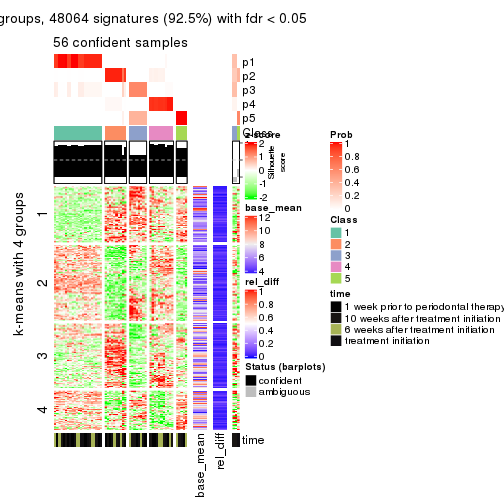 groups, 48064 signatures (92.5%) with fdr < 0.05
56 confident samples
p1
p2
p3
p4
p5
Class
Silhouette
score
k-means with 4 groups
1
2
3
4
time
base_mean
rel_diff
z-score
2
1
0
-1
-2
base_mean
12
10
8
6
4
rel_diff
1
0.8
0.6
0.4
0.2
0
Status (barplots)
confident
ambiguous
Prob
1
0.8
0.6
0.4
0.2
0
Class
1
2
3
4
5
time
1 week prior to periodontal therapy
10 weeks after treatment initiation
6 weeks after treatment initiation
treatment initiation